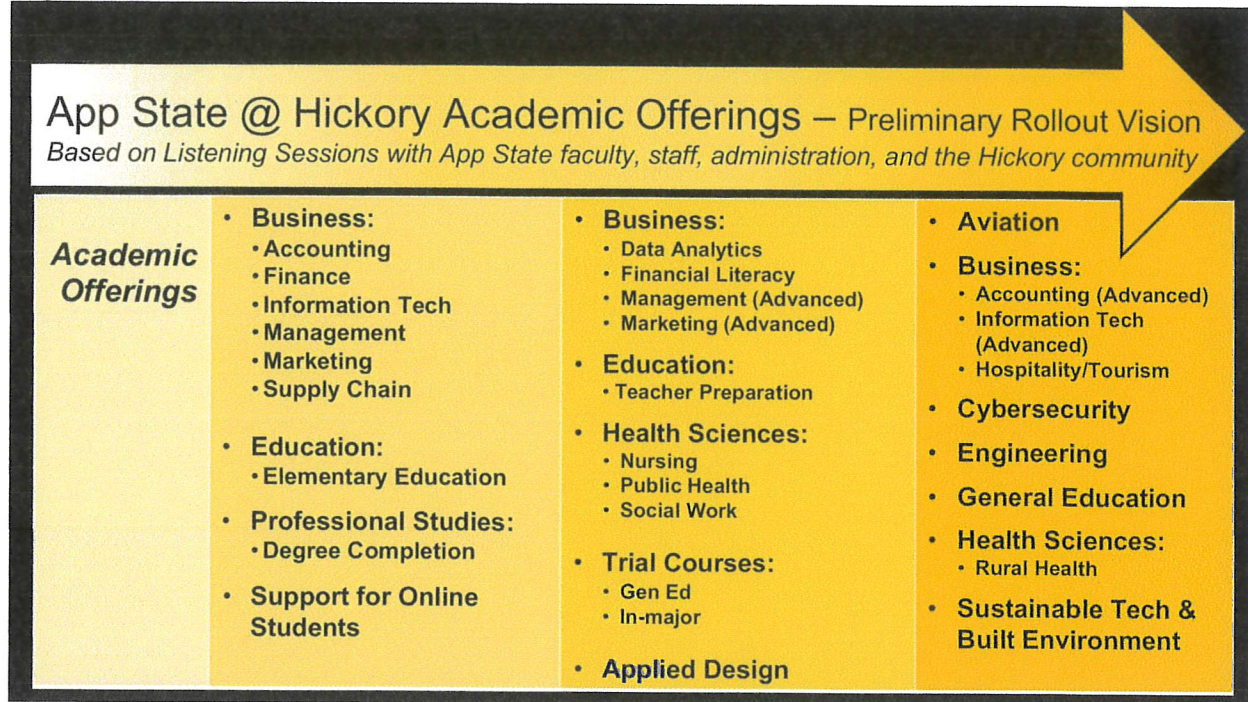 App State @ Hickory Academic Offerings – Preliminary Rollout Vision
Based on Listening Sessions with App State faculty, staff, administration, and the Hickory community
Academic
Offerings
• Business:
• Accounting
• Finance
• Information Tech
• Management
• Marketing
• Supply Chain
• Education:
• Elementary Education
• Professional Studies:
• Degree Completion
• Support for Online
Students
• Business:
• Data Analytics
• Financial Literacy
• Management (Advanced)
• Marketing (Advanced)
• Education:
• Teacher Preparation
• Health Sciences:
• Nursing
• Public Health
• Social Work
• Trial Courses:
• Gen Ed
• In-major
• Applied Design
• Aviation
• Business:
• Accounting (Advanced)
• Information Tech
(Advanced)
• Hospitality/Tourism
• Cybersecurity
• Engineering
• General Education
• Health Sciences:
• Rural Health
• Sustainable Tech &
Built Environment